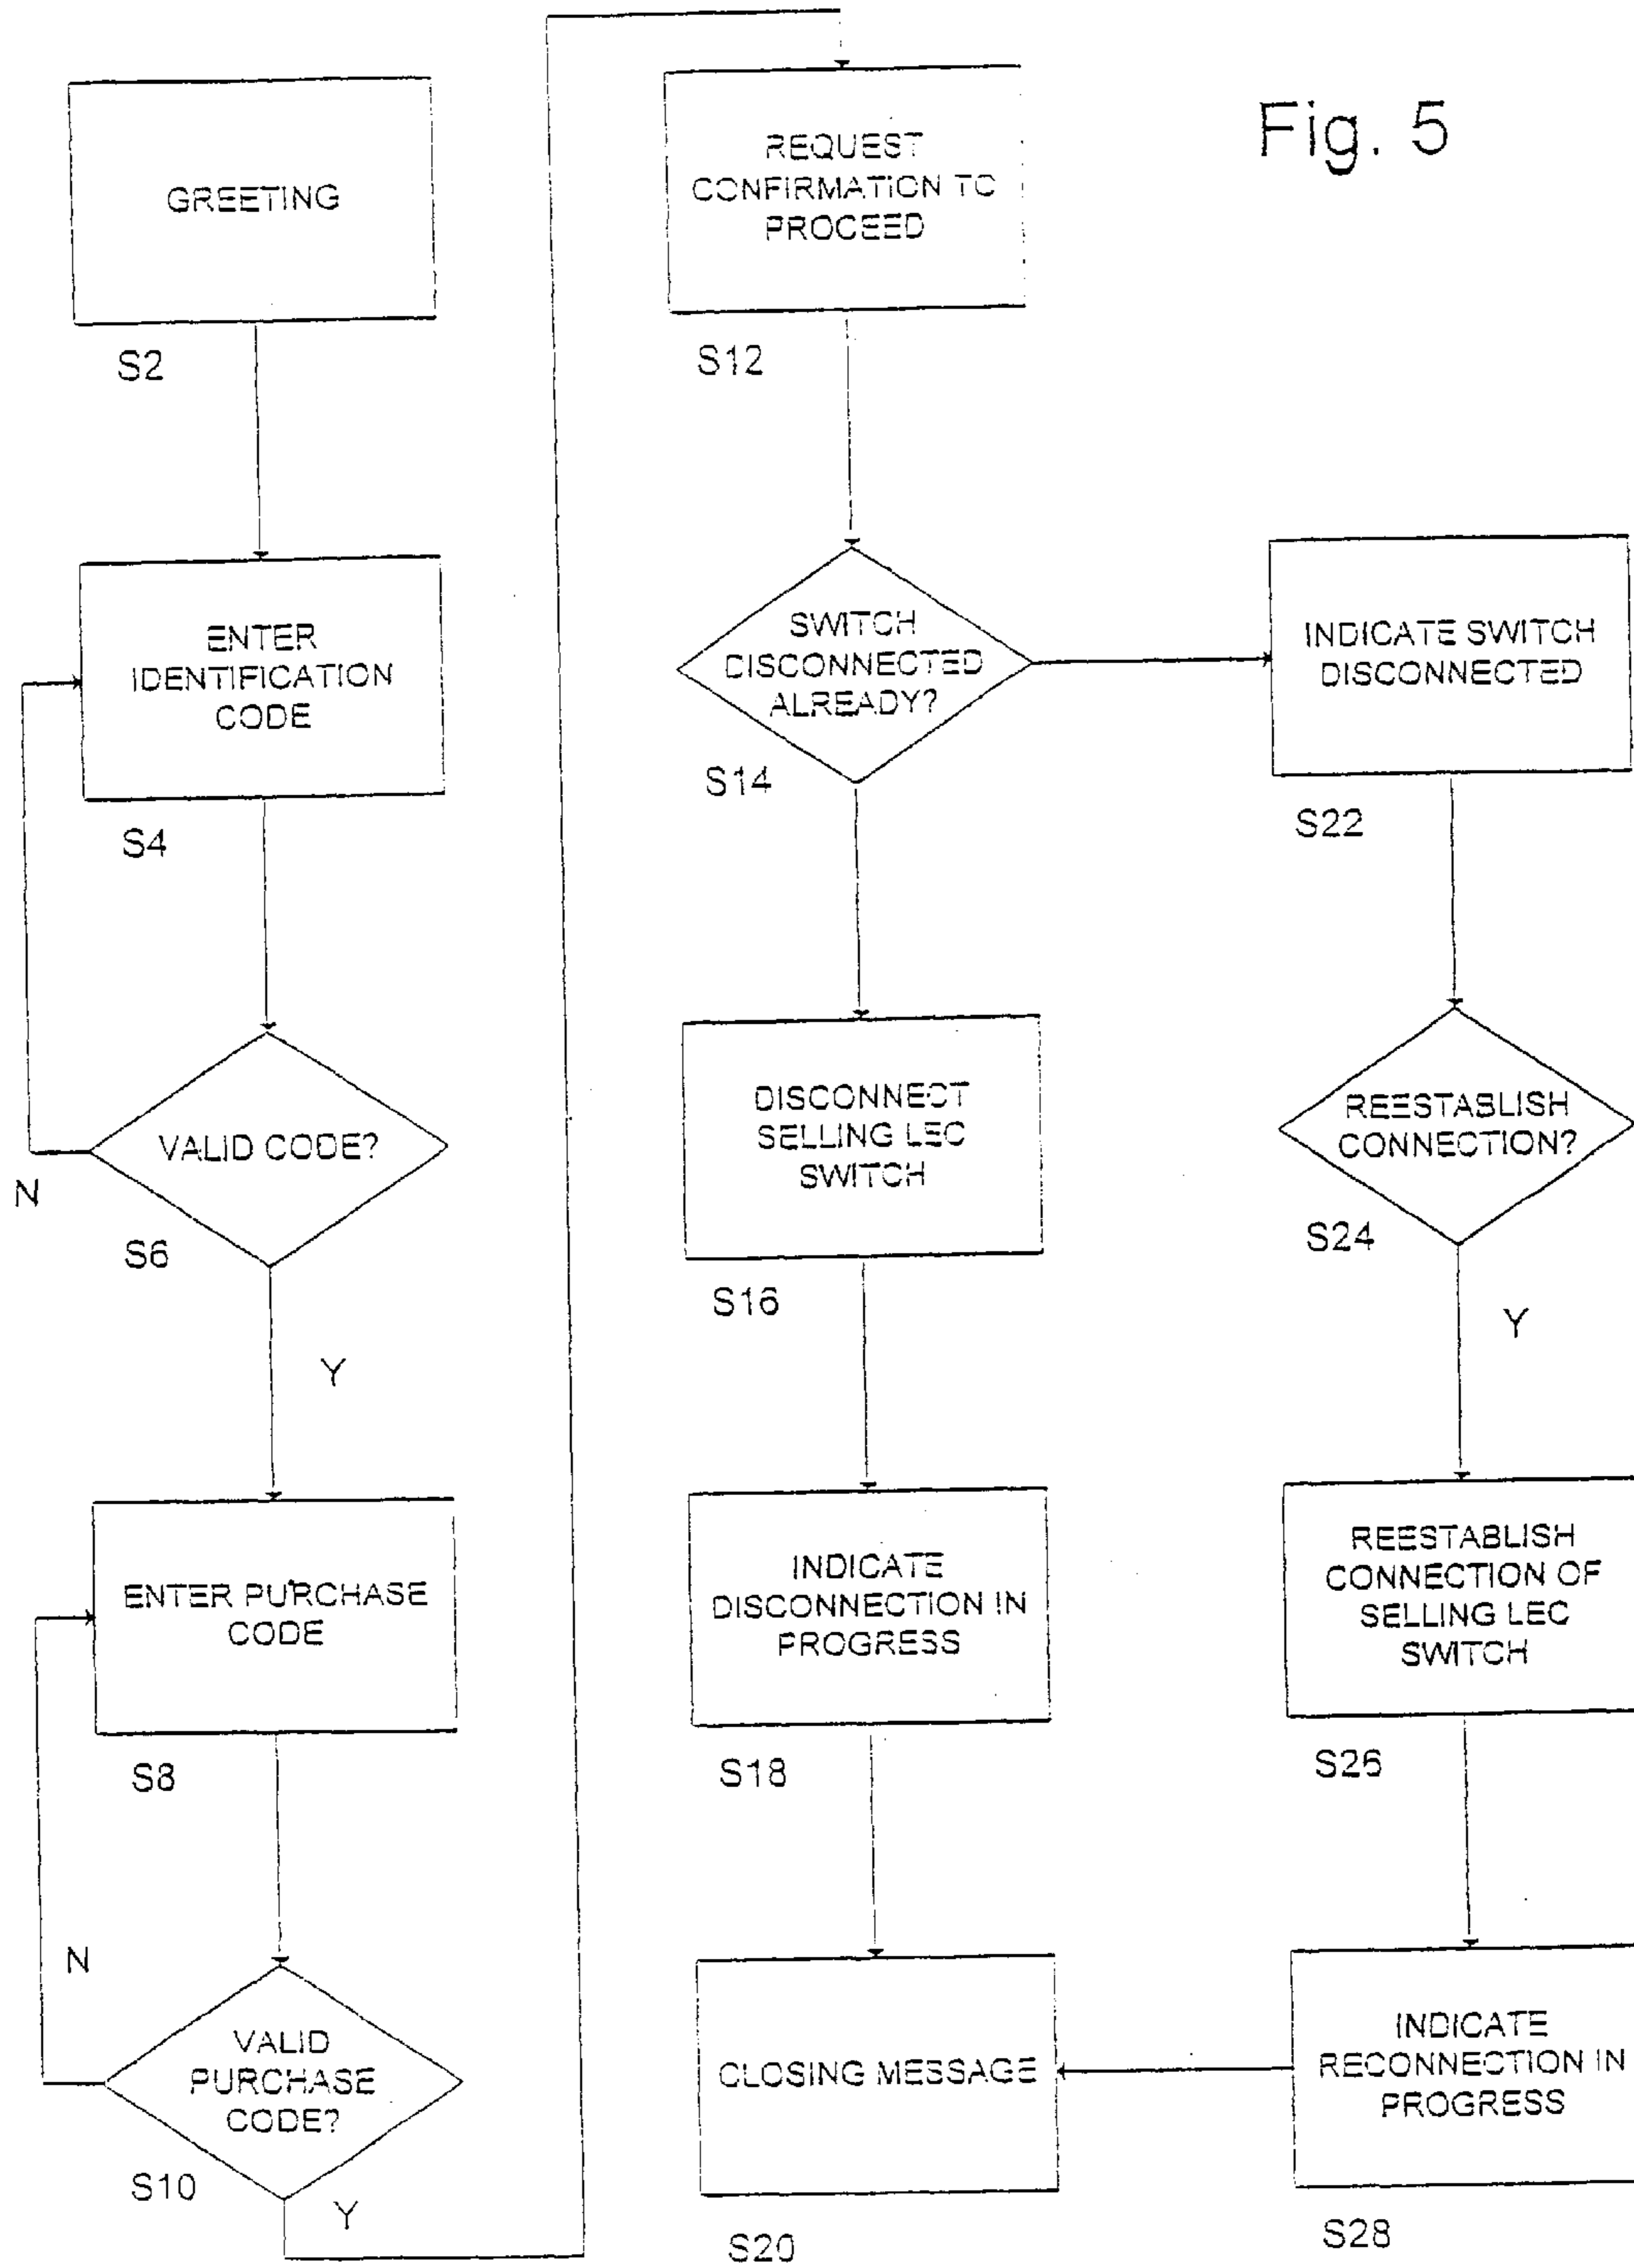 Fig. 5
GREETING
S2
ENTER
IDENTIFICATION
CODE
S4
VALID CODE?
N
S6
Y
ENTER PURCHASE
CODE
S8
N
VALID
PURCHASE
CODE?
S10
Y
REQUEST
CONFIRMATION TO
PROCEED
S12
SWITCH
DISCONNECTED
ALREADY?
S14
DISCONNECT
SELLING LEC
SWITCH
S16
INDICATE
DISCONNECTION IN
PROGRESS
S18
CLOSING MESSAGE
S20
INDICATE SWITCH
DISCONNECTED
S22
REESTABLISH
CONNECTION?
S24
Y
REESTABLISH
CONNECTION OF
SELLING LEC
SWITCH
S26
INDICATE
RECONNECTION IN
PROGRESS
S28